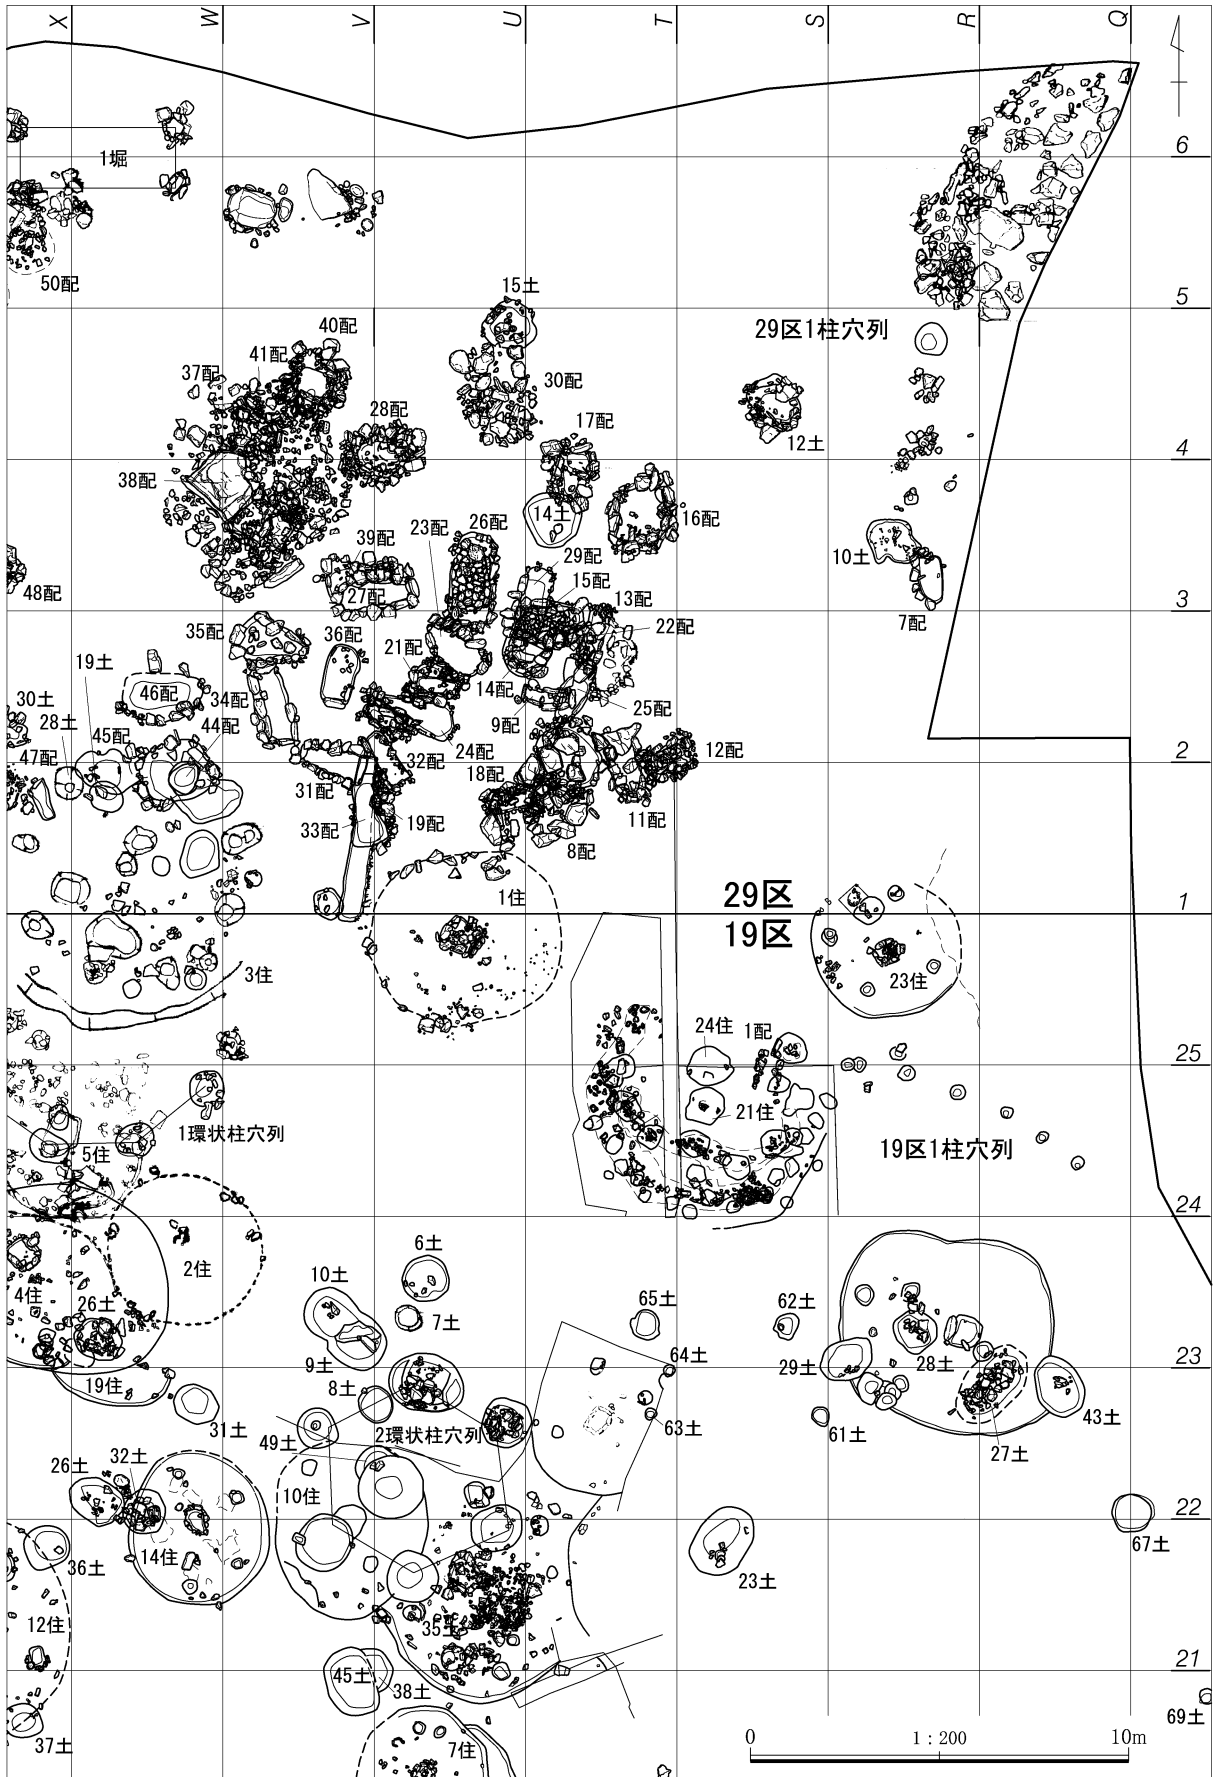 X W V U T S R Q
6
1堀
50配
5
15土
29区1柱穴列
40配
41配
37配
30配
28配
17配
12土
4
38配
14土
16配
26配
23配
39配
29配
10土
15配
27配
13配
48配
3
7配
22配
35配
36配
21配
19土
14配
46配
34配
9配
25配
30土
28土
44配
45配
24配
47配
32配
12配
2
18配
31配
33配
19配
11配
8配
1住
29区
1
19区
23住
3住
24住
1配
25
21住
1環状柱穴列
19区1柱穴列
5住
24
6土
2住
10土
4住
26土
7土
65土
62土
9土
64土
29土
28土
23
19住
8土
31土
63土
61土
43土
2環状柱穴列
49土
27土
26土
32土
10住
22
36土
14住
67土
23土
12住
35土
21
45土
38土
69土
37土
7住
0
1:200
10m